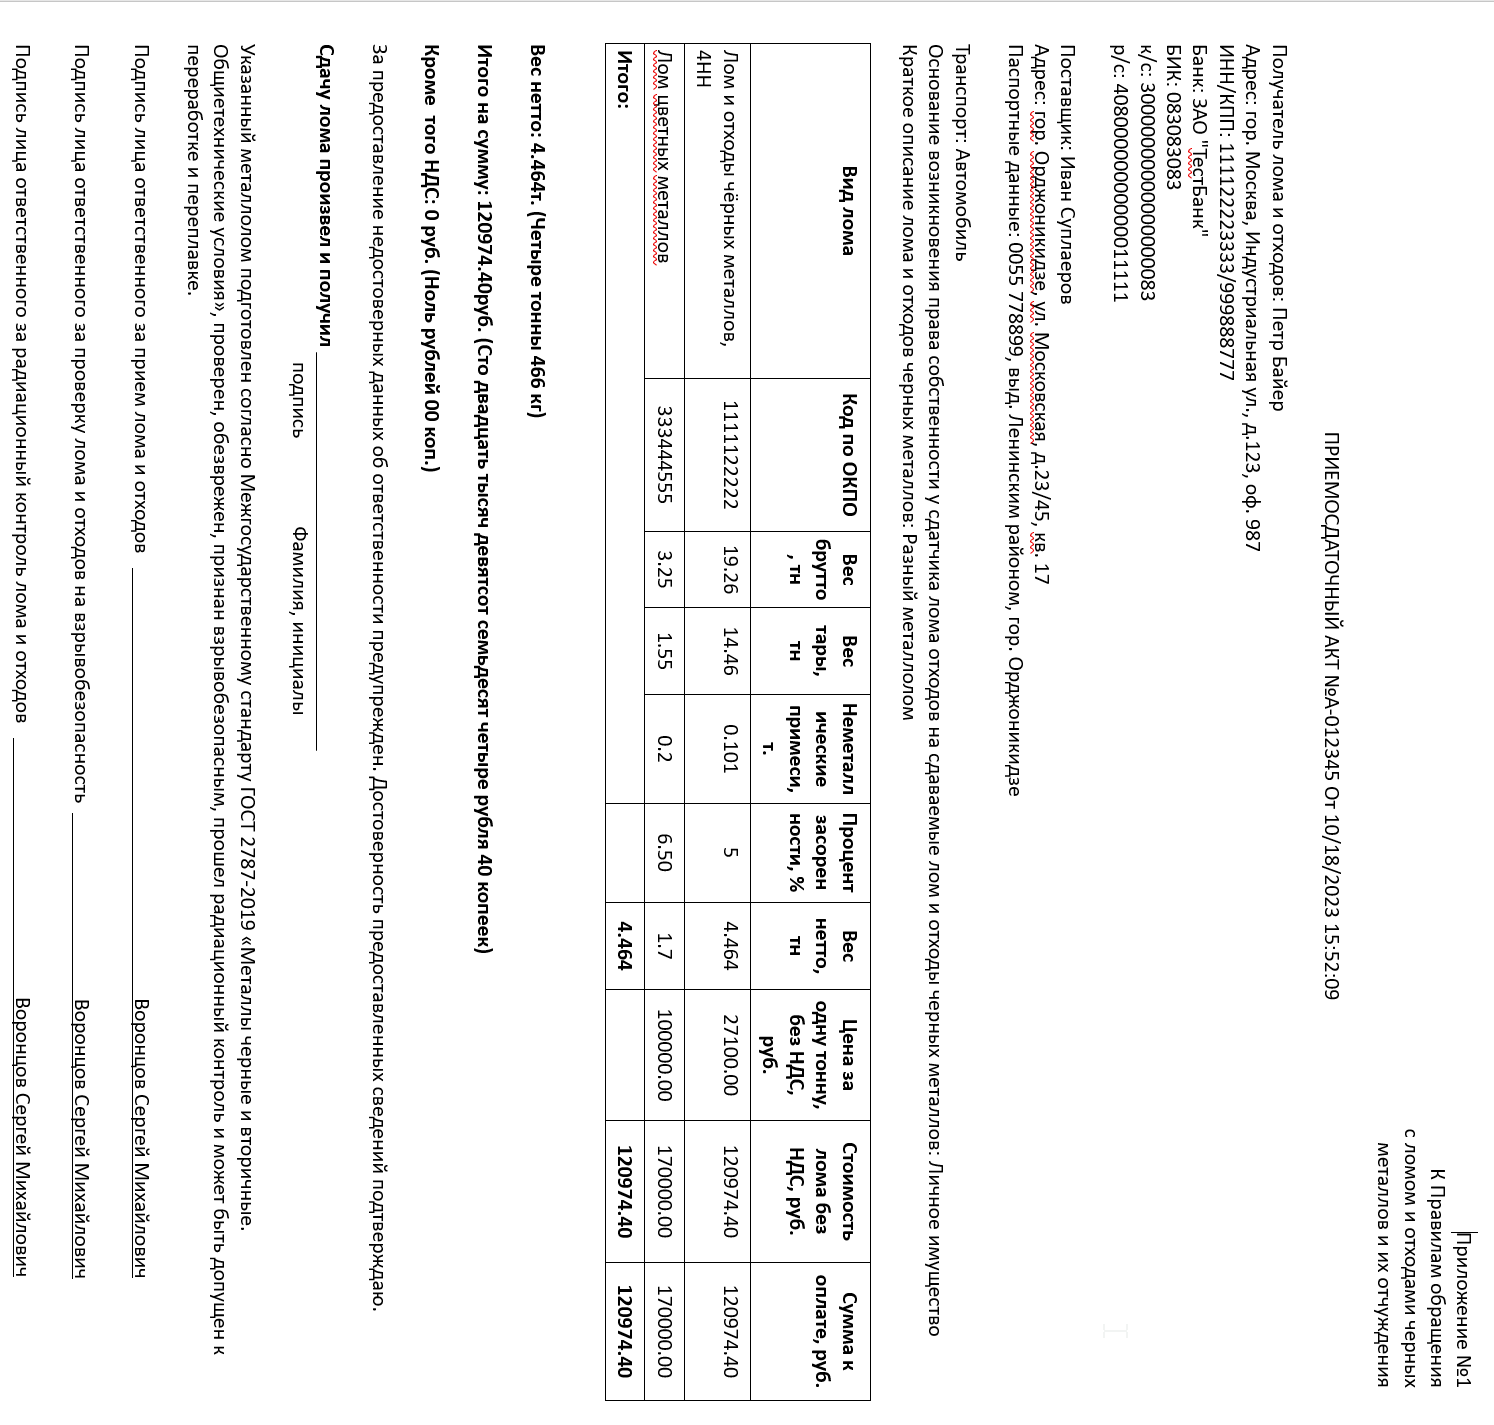 Приложение №1
К Правилам обращения
с ломом и отходами черных
металлов и их отчуждения
ПРИЕМОСДАТОЧНЫЙ АКТ №А-012345 От 10/18/2023 15:52:09
Получатель лома и отходов: Петр Байер
Адрес: гор. Москва, Индустриальная ул., д.123, оф. 987
ИНН/КПП: 111122223333/999888777
Банк: ЗАО "ТестБанк"
БИК: 083083083
к/с: 30000000000000000083
р/с: 40800000000000011111
Поставщик: Иван Суплаеров
Адрес: гор. Орджоникидзе, ул. Московская, д.23/45, кв. 17
Паспортные данные: 0055 778899, выд. Ленинским районом, гор. Орджоникидзе
Транспорт: Автомобиль
Основание возникновения права собственности у сдатчика лома отходов на сдаваемые лом и отходы черных металлов: Личное имущество
Краткое описание лома и отходов черных металлов: Разный металлолом
Вид лома Код по ОКПО Вес брутто, тн Вес тары, тн Неметаллические примеси, т. Процент засоренности, % Вес нетто, тн Цена за одну тонну, без НДС, руб. Стоимость лома без НДС, руб. Сумма к оплате, руб.
Лом и отходы чёрных металлов, 4НН 1111122222 19.26 14.46 0.101 5 4.464 27100.00 120974.40 120974.40
Лом цветных металлов 333444555 3.25 1.55 0.2 6.50 1.7 100000.00 170000.00 170000.00
Итого: 4.464 120974.40 120974.40
Вес нетто: 4.464т. (Четыре тонны 466 кг)
Итого на сумму: 120974.40руб. (Сто двадцать тысяч девятсот семьдесят четыре рубля 40 копеек)
Кроме того НДС: 0 руб. (Ноль рублей 00 коп.)
За предоставление недостоверных данных об ответственности предупрежден. Достоверность предоставленных сведений подтверждаю.
Сдачу лома произвел и получил
подпись Фамилия, инициалы
Указанный металлолом подготовлен согласно Межгосударственному стандарту ГОСТ 2787-2019 «Металлы черные и вторичные.
Общиетехнические условия», проверен, обезврежен, признан взрывобезопасным, прошел радиационный контроль и может быть допущен к
переработке и переплавке.
Подпись лица ответственного за прием лома и отходов Воронцов Сергей Михайлович
Подпись лица ответственного за проверку лома и отходов на взрывобезопасность Воронцов Сергей Михайлович
Подпись лица ответственного за радиационный контроль лома и отходов Воронцов Сергей Михайлович